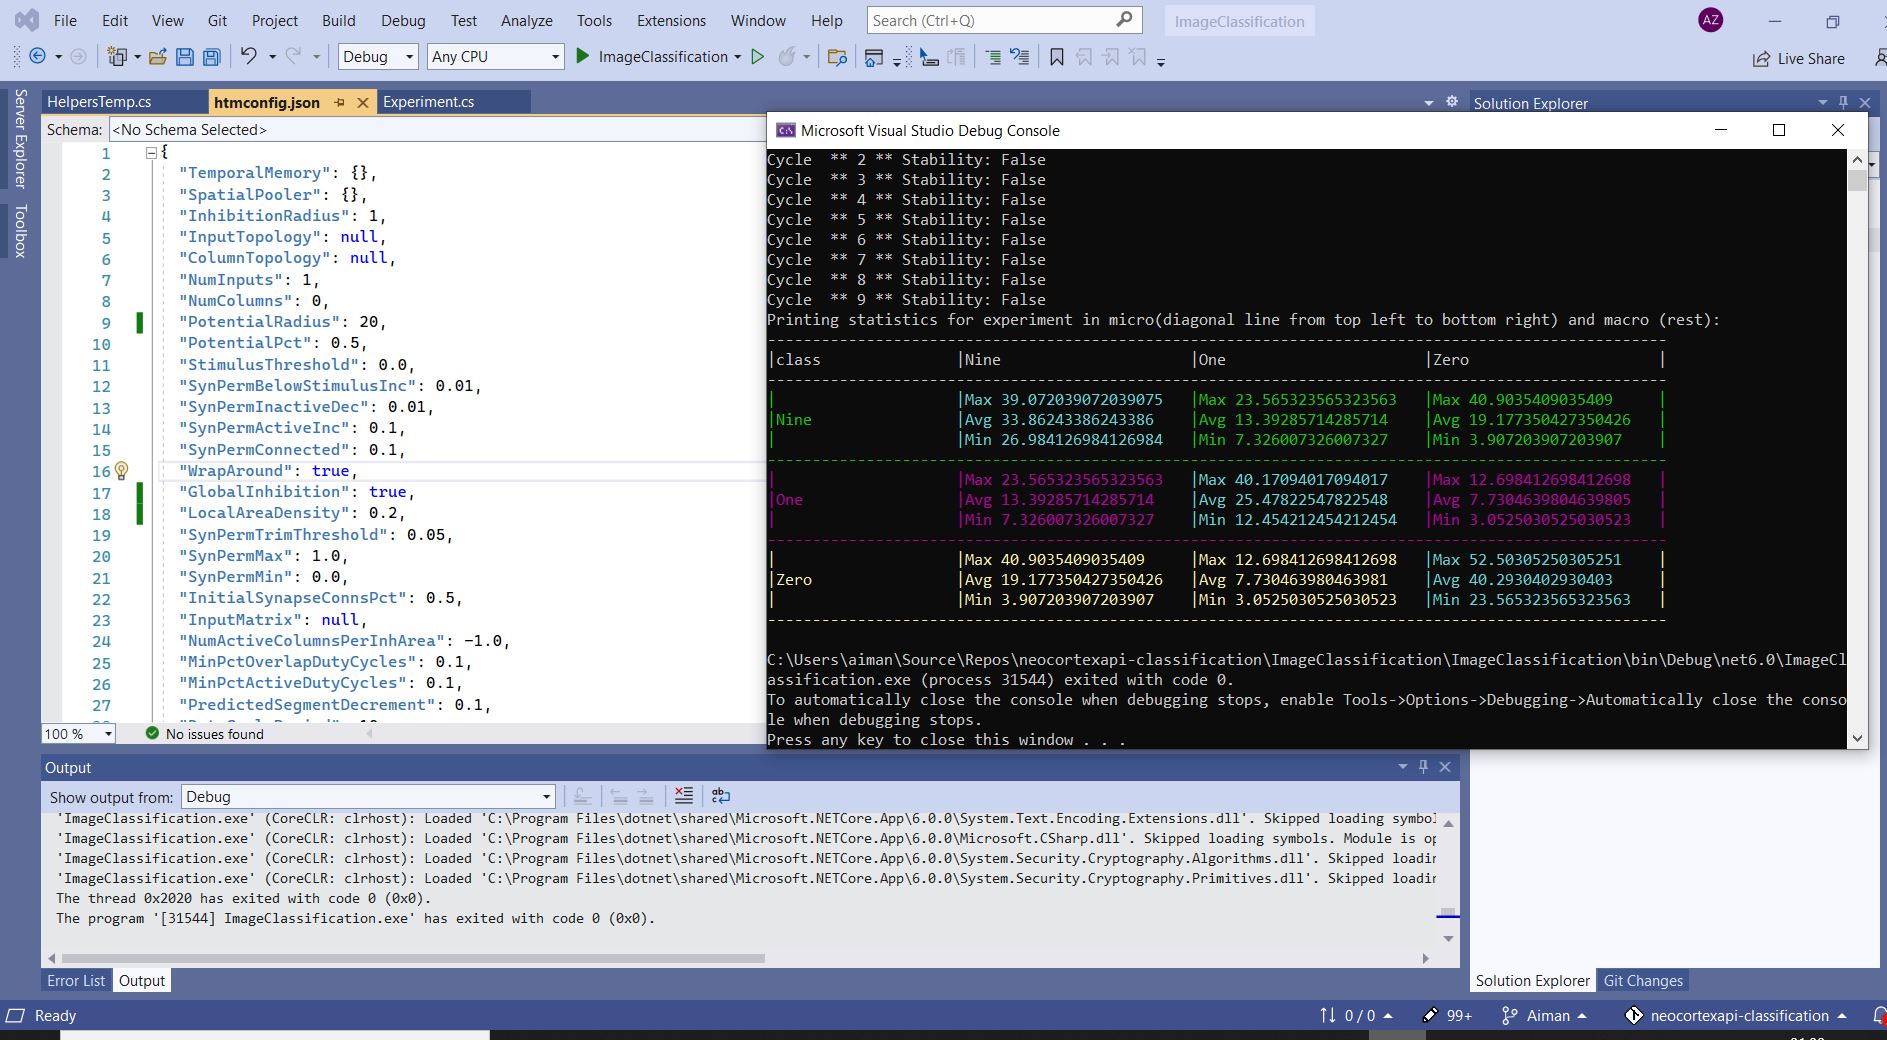 File Edit View Git Project Build Debug Test Analyze Tools Extensions Window Help Search (Ctrl+Q) ImageClassification AZ
Debug Any CPU ImageClassification Live Share
Server Explorer
Toolbox
HelpersTemp.cs htmconfig.json Experiment.cs
Schema: <No Schema Selected>
1 {
2 "TemporalMemory": {},
3 "SpatialPooler": {},
4 "InhibitionRadius": 1,
5 "InputTopology": null,
6 "ColumnTopology": null,
7 "NumInputs": 1,
8 "NumColumns": 0,
9 "PotentialRadius": 20,
10 "PotentialPct": 0.5,
11 "StimulusThreshold": 0.0,
12 "SynPermBelowStimulusInc": 0.01,
13 "SynPermInactiveDec": 0.01,
14 "SynPermActiveInc": 0.1,
15 "SynPermConnected": 0.1,
16 "WrapAround": true,
17 "GlobalInhibition": true,
18 "LocalAreaDensity": 0.2,
19 "SynPermTrimThreshold": 0.05,
20 "SynPermMax": 1.0,
21 "SynPermMin": 0.0,
22 "InitialSynapseConnsPct": 0.5,
23 "InputMatrix": null,
24 "NumActiveColumnsPerInhArea": -1.0,
25 "MinPctOverlapDutyCycles": 0.1,
26 "MinPctActiveDutyCycles": 0.1,
27 "PredictedSegmentDecrement": 0.1,
100 % No issues found
Microsoft Visual Studio Debug Console
Cycle ** 2 ** Stability: False
Cycle ** 3 ** Stability: False
Cycle ** 4 ** Stability: False
Cycle ** 5 ** Stability: False
Cycle ** 6 ** Stability: False
Cycle ** 7 ** Stability: False
Cycle ** 8 ** Stability: False
Cycle ** 9 ** Stability: False
Printing statistics for experiment in micro(diagonal line from top left to bottom right) and macro (rest):
|class |Nine |One |Zero |
| |Max 39.072039072039075 |Max 23.565323565323563 |Max 40.9035409035409 |
|Nine |Avg 33.86243386243386 |Avg 13.39285714285714 |Avg 19.177350427350426 |
| |Min 26.984126984126984 |Min 7.326007326007327 |Min 3.907203907203907 |
| |Max 23.565323565323563 |Max 40.17094017094017 |Max 12.698412698412698 |
|One |Avg 13.39285714285714 |Avg 25.47822547822548 |Avg 7.7304639804639805 |
| |Min 7.326007326007327 |Min 12.454212454212454 |Min 3.0525030525030523 |
| |Max 40.9035409035409 |Max 12.698412698412698 |Max 52.50305250305251 |
|Zero |Avg 19.177350427350426 |Avg 7.730463980463981 |Avg 40.2930402930403 |
| |Min 3.907203907203907 |Min 3.0525030525030523 |Min 23.565323565323563 |
C:\Users\aiman\Source\Repos\neocortexapi-classification\ImageClassification\ImageClassification\bin\Debug\net6.0\ImageCl
assification.exe (process 31544) exited with code 0.
To automatically close the console when debugging stops, enable Tools->Options->Debugging->Automatically close the conso
le when debugging stops.
Press any key to close this window . . .
Solution Explorer
Output
Show output from: Debug
'ImageClassification.exe' (CoreCLR: clrhost): Loaded 'C:\Program Files\dotnet\shared\Microsoft.NETCore.App\6.0.0\System.Text.Encoding.Extensions.dll'. Skipped loading symbol
'ImageClassification.exe' (CoreCLR: clrhost): Loaded 'C:\Program Files\dotnet\shared\Microsoft.NETCore.App\6.0.0\Microsoft.CSharp.dll'. Skipped loading symbols. Module is op
'ImageClassification.exe' (CoreCLR: clrhost): Loaded 'C:\Program Files\dotnet\shared\Microsoft.NETCore.App\6.0.0\System.Security.Cryptography.Algorithms.dll'. Skipped loadin
'ImageClassification.exe' (CoreCLR: clrhost): Loaded 'C:\Program Files\dotnet\shared\Microsoft.NETCore.App\6.0.0\System.Security.Cryptography.Primitives.dll'. Skipped loadin
The thread 0x2020 has exited with code 0 (0x0).
The program '[31544] ImageClassification.exe' has exited with code 0 (0x0).
Error List Output
Solution Explorer Git Changes
Ready 0 / 0 99+ Aiman neocortexapi-classification